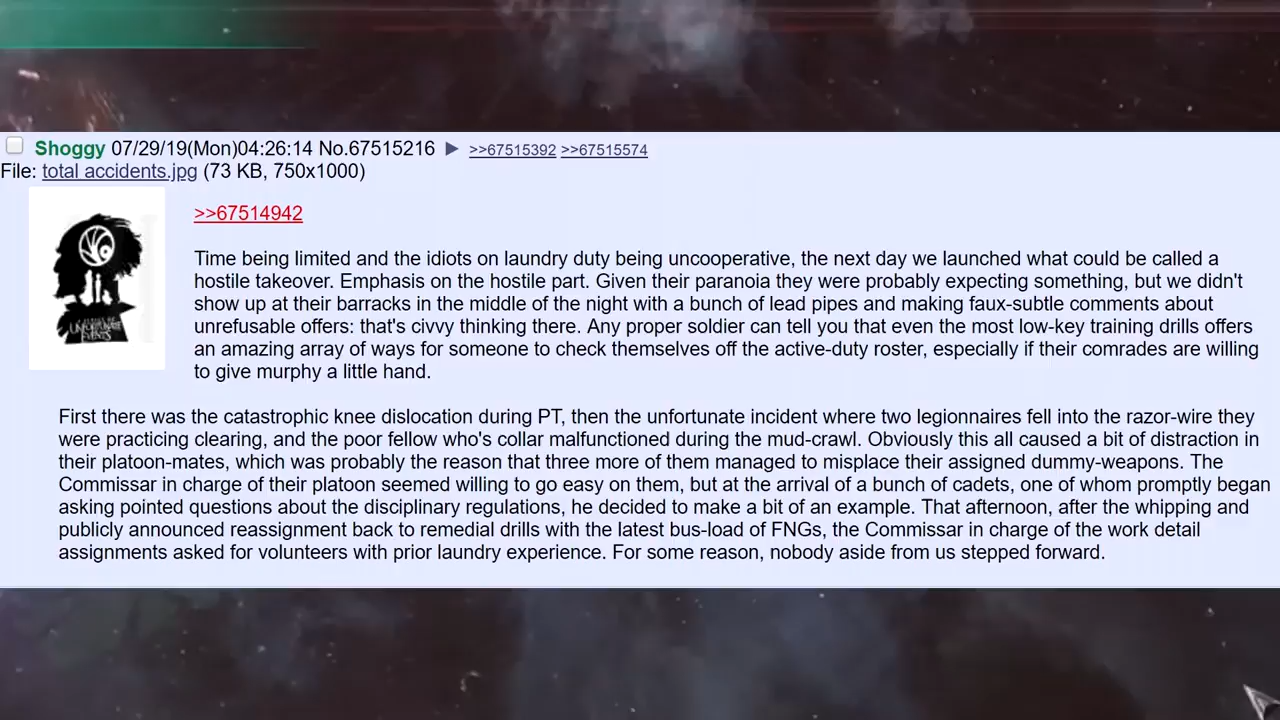 Shoggy 07/29/19(Mon)04:26:14 No.67515216 ▶ >>67515392 >>67515574
File: total accidents.jpg (73 KB, 750x1000)
>>67514942
Time being limited and the idiots on laundry duty being uncooperative, the next day we launched what could be called a
hostile takeover. Emphasis on the hostile part. Given their paranoia they were probably expecting something, but we didn't
show up at their barracks in the middle of the night with a bunch of lead pipes and making faux-subtle comments about
unrefusable offers: that's civvy thinking there. Any proper soldier can tell you that even the most low-key training drills offers
an amazing array of ways for someone to check themselves off the active-duty roster, especially if their comrades are willing
to give murphy a little hand.
First there was the catastrophic knee dislocation during PT, then the unfortunate incident where two legionnaires fell into the razor-wire they
were practicing clearing, and the poor fellow who's collar malfunctioned during the mud-crawl. Obviously this all caused a bit of distraction in
their platoon-mates, which was probably the reason that three more of them managed to misplace their assigned dummy-weapons. The
Commissar in charge of their platoon seemed willing to go easy on them, but at the arrival of a bunch of cadets, one of whom promptly began
asking pointed questions about the disciplinary regulations, he decided to make a bit of an example. That afternoon, after the whipping and
publicly announced reassignment back to remedial drills with the latest bus-load of FNGs, the Commissar in charge of the work detail
assignments asked for volunteers with prior laundry experience. For some reason, nobody aside from us stepped forward.